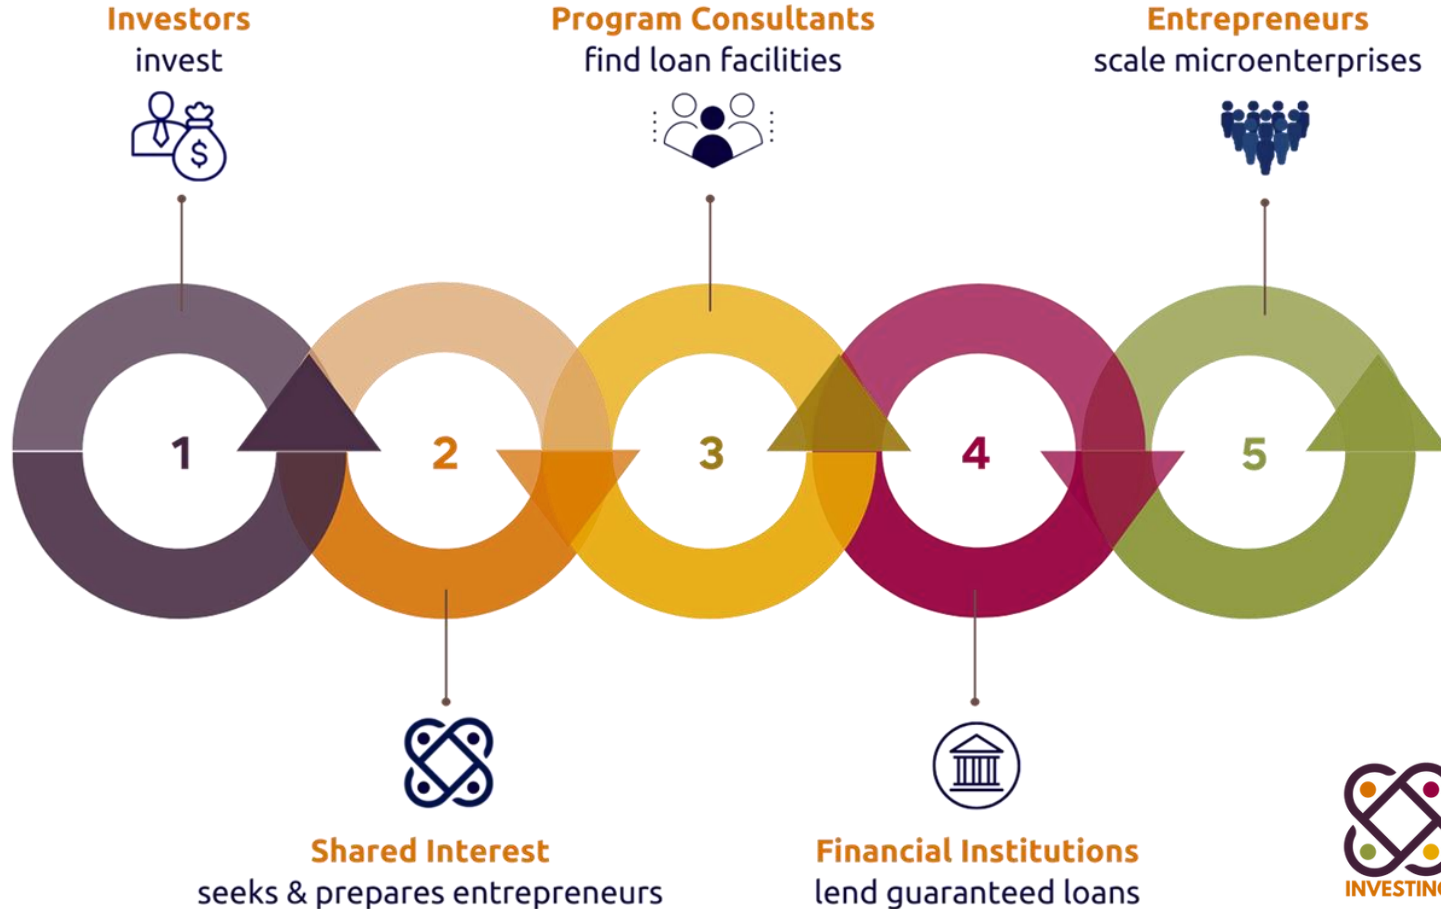 Investors
invest
Program Consultants
find loan facilities
Entrepreneurs
scale microenterprises
$
1
2
3
4
5
Shared Interest
seeks & prepares entrepreneurs
Financial Institutions
lend guaranteed loans
INVESTING